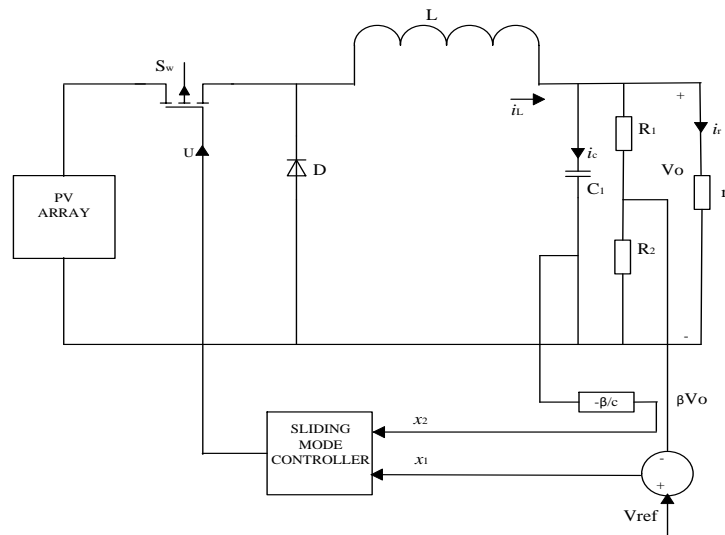 L
Sw
iL
+
ir
R1
U
ic
Vo
D
C1
r
PV
ARRAY
R2
-
-β/c
βVo
SLIDING
MODE
CONTROLLER
x2
x1
-
+
Vref